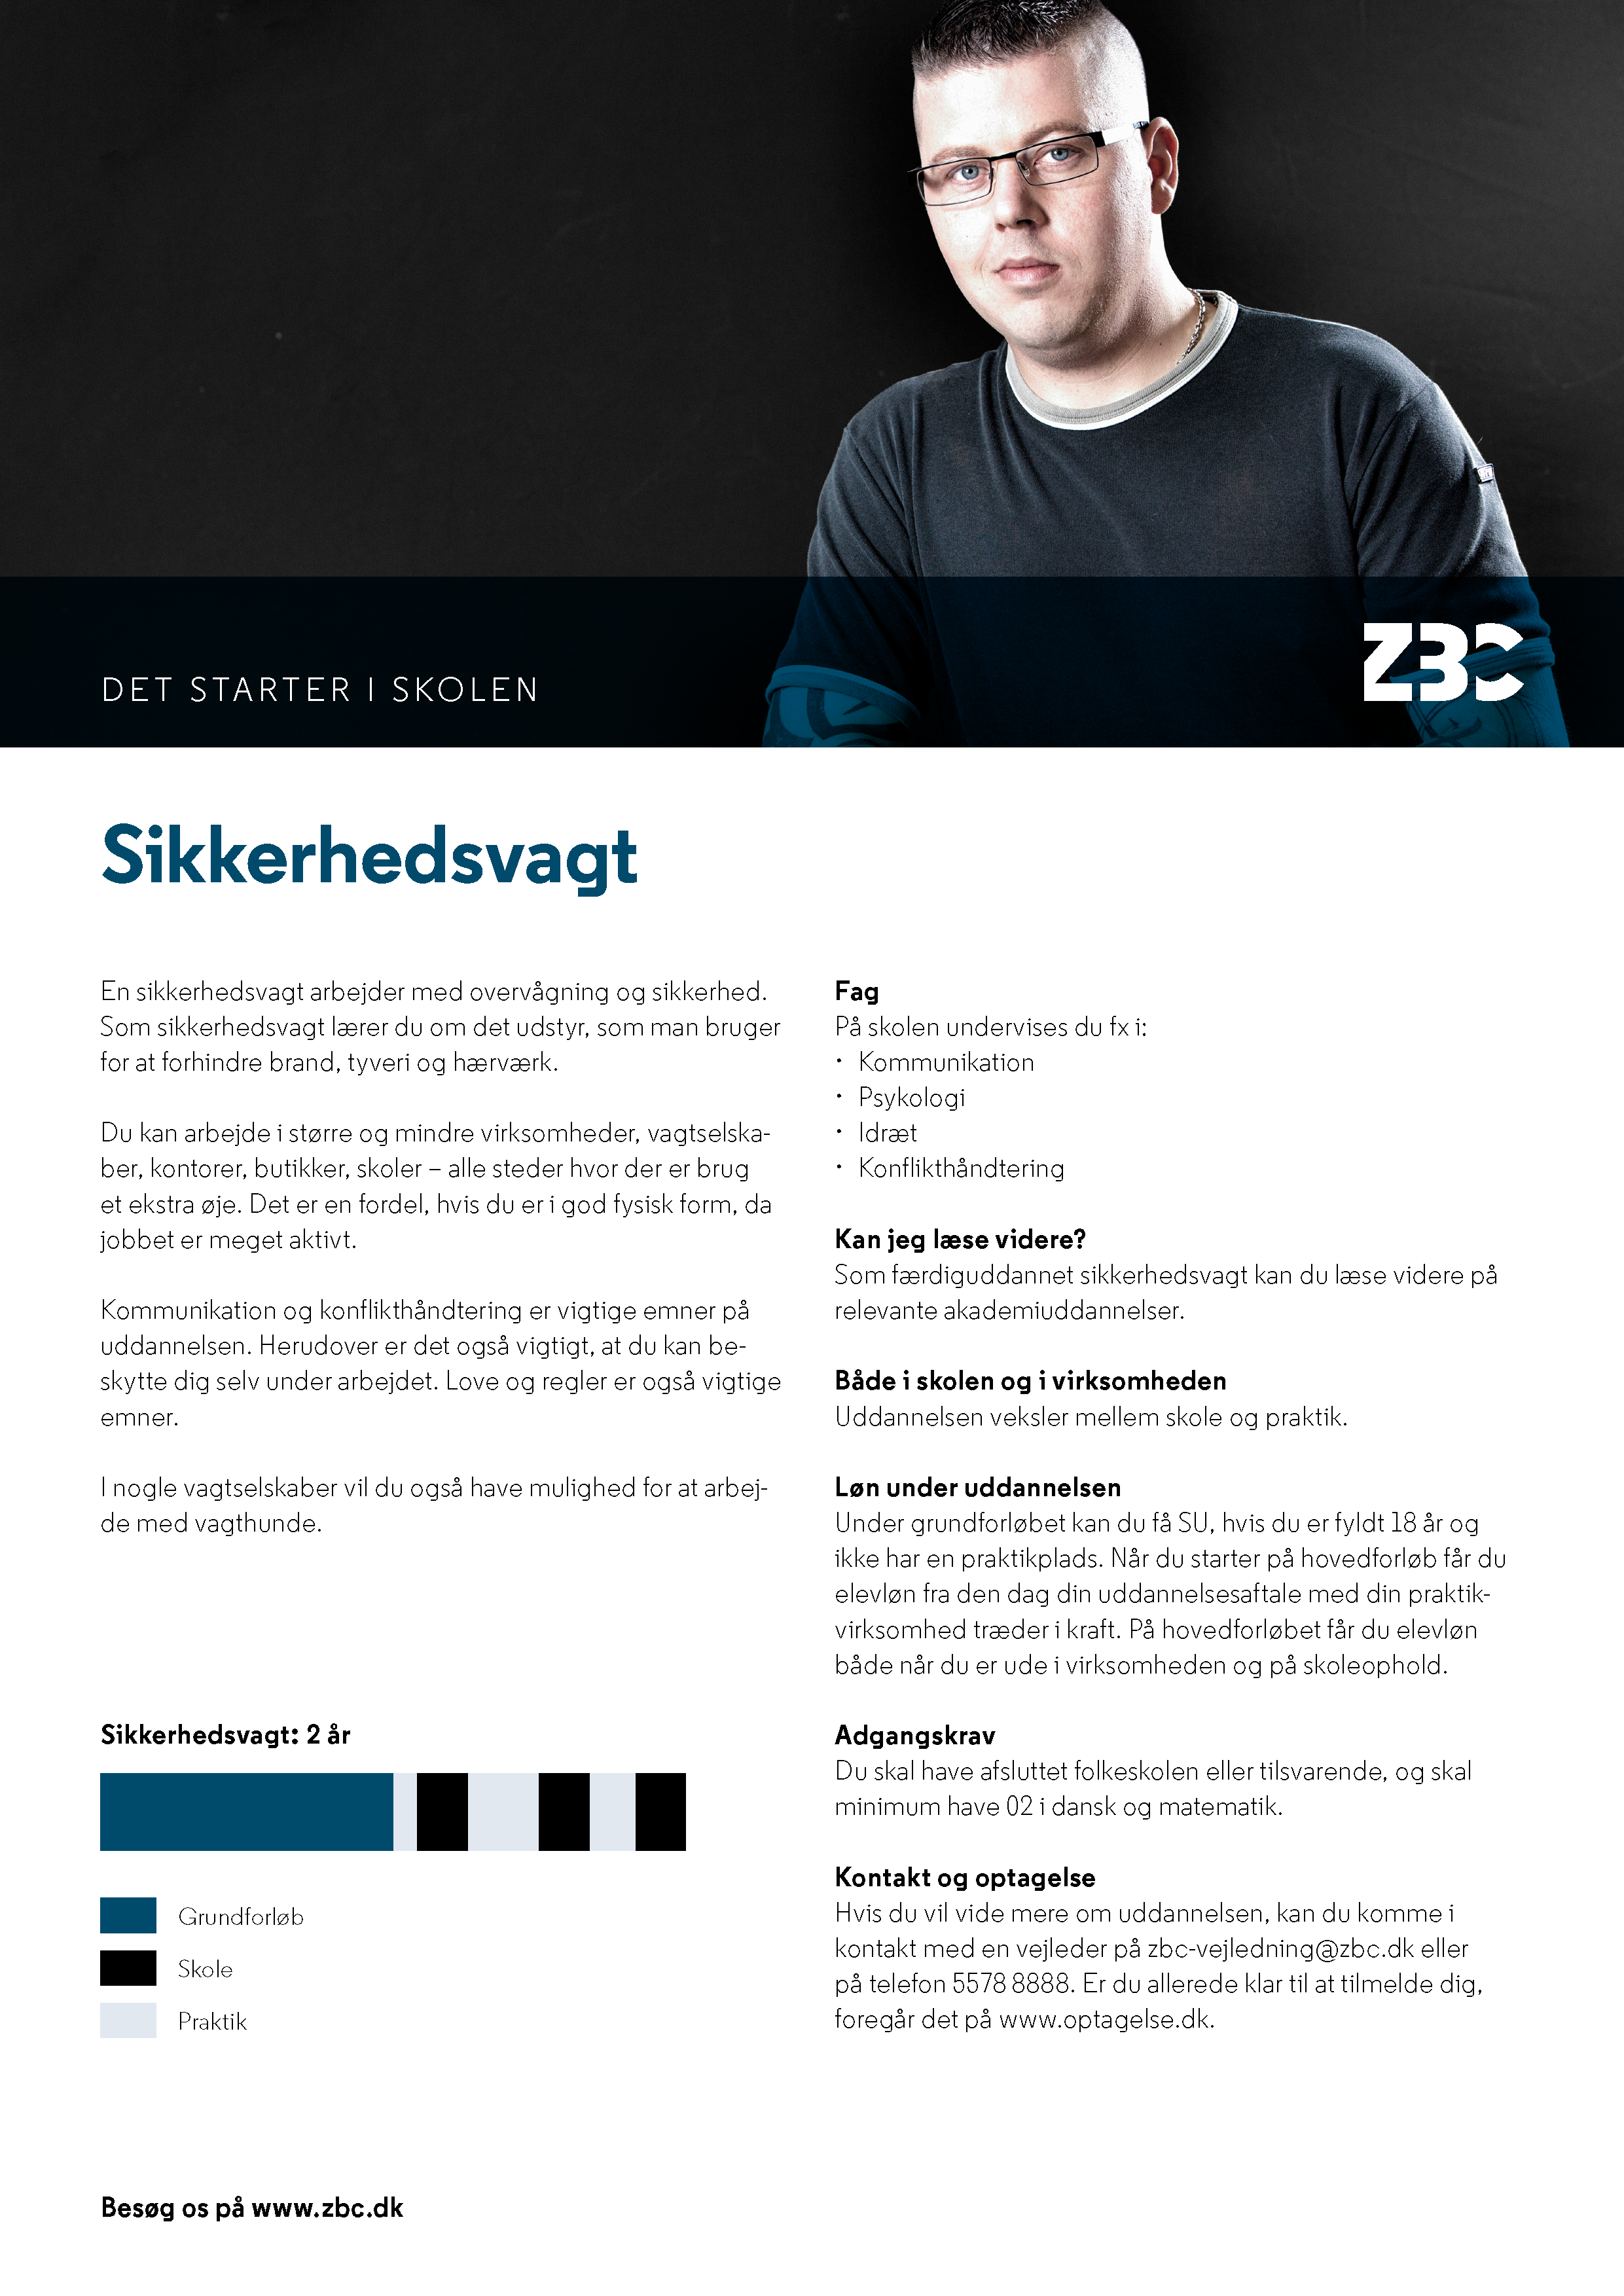 DET STARTER I SKOLEN
ZBC
Sikkerhedsvagt
En sikkerhedsvagt arbejder med overvågning og sikkerhed.
Som sikkerhedsvagt lærer du om det udstyr, som man bruger
for at forhindre brand, tyveri og hærværk.
Du kan arbejde i større og mindre virksomheder, vagtselska-
ber, kontorer, butikker, skoler – alle steder hvor der er brug
et ekstra øje. Det er en fordel, hvis du er i god fysisk form, da
jobbet er meget aktivt.
Kommunikation og konflikthåndtering er vigtige emner på
uddannelsen. Herudover er det også vigtigt, at du kan be-
skytte dig selv under arbejdet. Love og regler er også vigtige
emner.
I nogle vagtselskaber vil du også have mulighed for at arbej-
de med vagthunde.
Sikkerhedsvagt: 2 år
Grundforløb
Skole
Praktik
Fag
På skolen undervises du fx i:
• Kommunikation
• Psykologi
• Idræt
• Konflikthåndtering
Kan jeg læse videre?
Som færdiguddannet sikkerhedsvagt kan du læse videre på
relevante akademiuddannelser.
Både i skolen og i virksomheden
Uddannelsen veksler mellem skole og praktik.
Løn under uddannelsen
Under grundforløbet kan du få SU, hvis du er fyldt 18 år og
ikke har en praktikplads. Når du starter på hovedforløb får du
elevløn fra den dag din uddannelsesaftale med din praktik-
virksomhed træder i kraft. På hovedforløbet får du elevløn
både når du er ude i virksomheden og på skoleophold.
Adgangskrav
Du skal have afsluttet folkeskolen eller tilsvarende, og skal
minimum have 02 i dansk og matematik.
Kontakt og optagelse
Hvis du vil vide mere om uddannelsen, kan du komme i
kontakt med en vejleder på zbc-vejledning@zbc.dk eller
på telefon 5578 8888. Er du allerede klar til at tilmelde dig,
foregår det på www.optagelse.dk.
Besøg os på www.zbc.dk